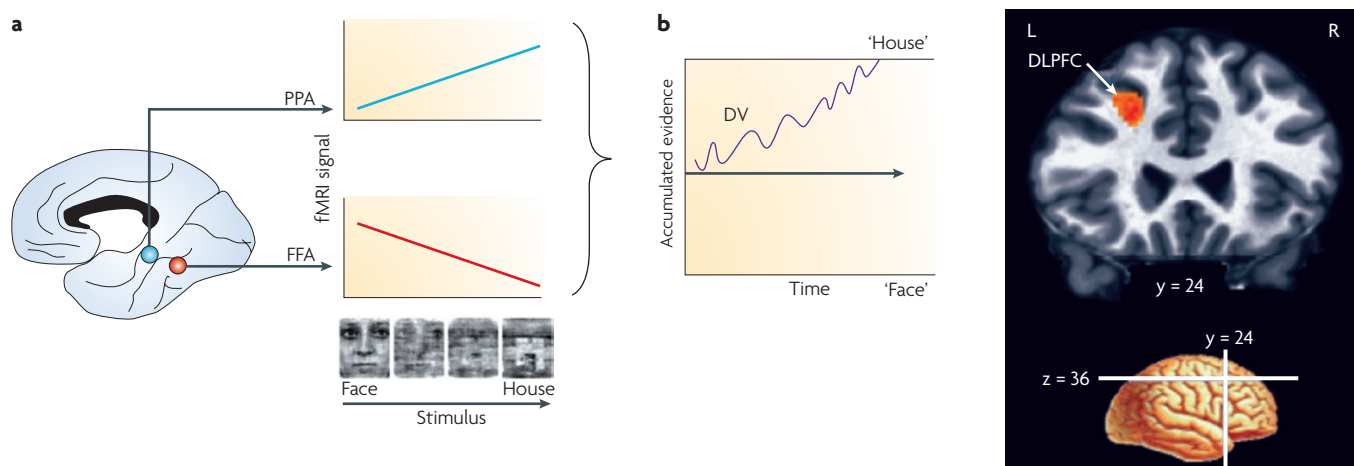 a
PPA
fMRI signal
FFA
Face
House
Stimulus
b
'House'
Accumulated evidence
DV
Time
'Face'
L
R
DLPFC
y = 24
y = 24
z = 36